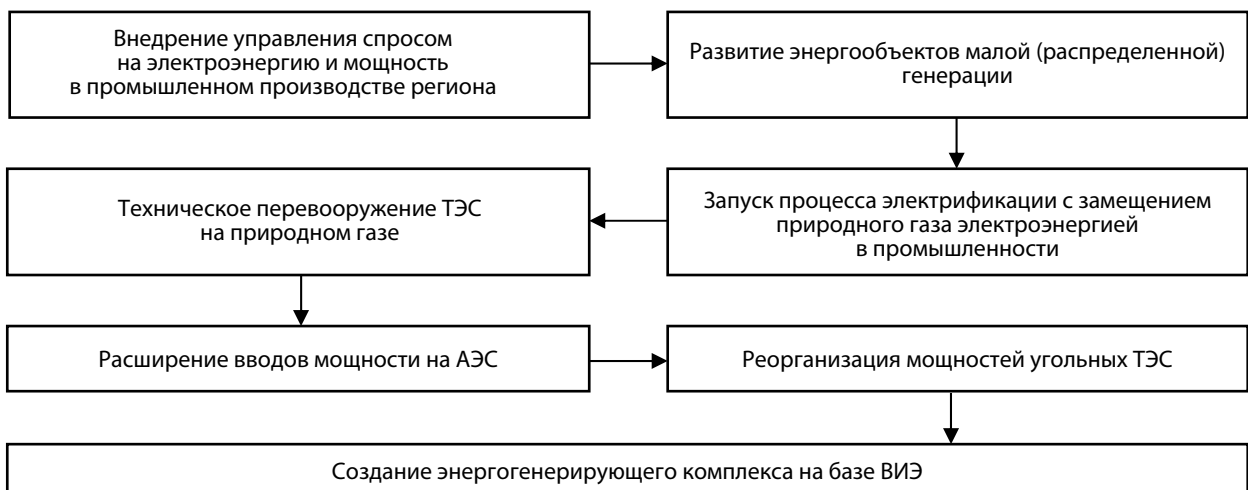 Внедрение управления спросом
на электроэнергию и мощность
в промышленном производстве региона
Развитие энергообъектов малой (распределенной)
генерации
Запуск процесса электрификации с замещением
природного газа электроэнергией
в промышленности
Техническое перевооружение ТЭС
на природном газе
Расширение вводов мощности на АЭС
Реорганизация мощностей угольных ТЭС
Создание энергогенерирующего комплекса на базе ВИЭ